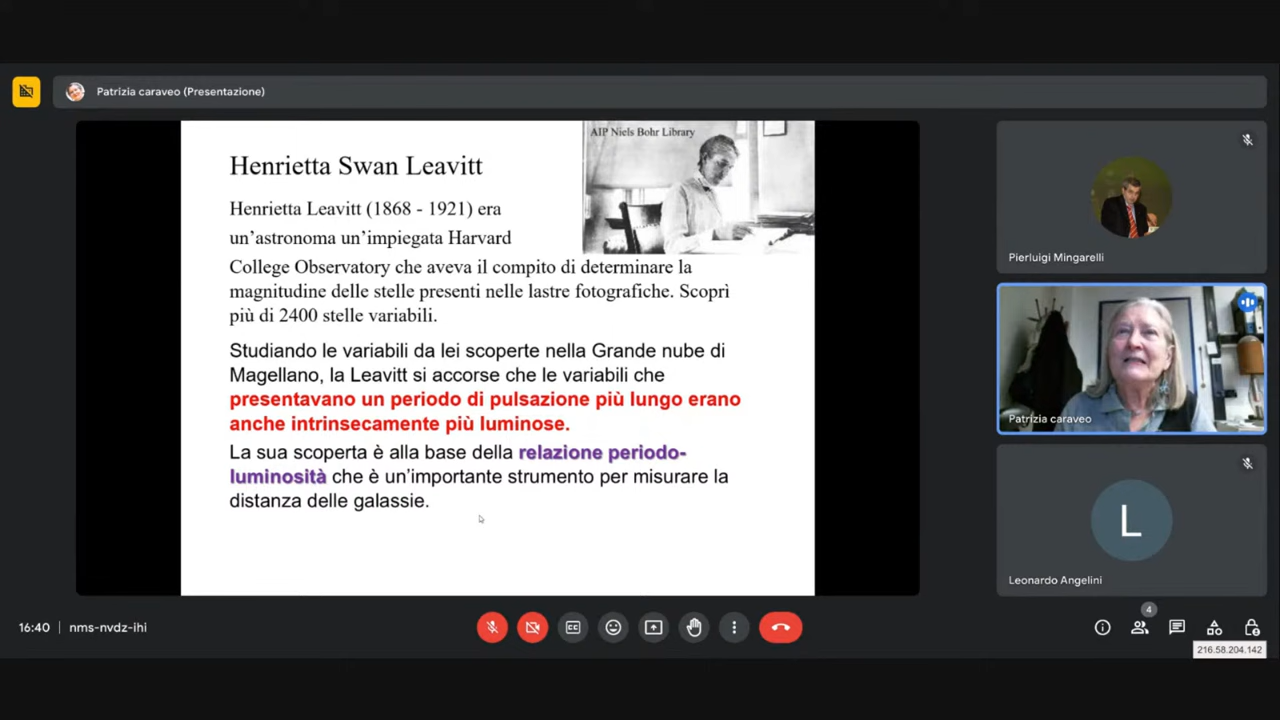 Patrizia caraveo (Presentazione)
AIP Niels Bohr Library
Henrietta Swan Leavitt
Henrietta Leavitt (1868 - 1921) era
un’astronoma un’impiegata Harvard
College Observatory che aveva il compito di determinare la
magnitudine delle stelle presenti nelle lastre fotografiche. Scoprì
più di 2400 stelle variabili.
Studiando le variabili da lei scoperte nella Grande nube di
Magellano, la Leavitt si accorse che le variabili che
presentavano un periodo di pulsazione più lungo erano
anche intrinsecamente più luminose.
La sua scoperta è alla base della relazione periodo-
luminosità che è un’importante strumento per misurare la
distanza delle galassie.
Pierluigi Mingarelli
Patrizia caraveo
L
Leonardo Angelini
16:40 | nms-nvdz-ihi
CC
4
216.58.204.142